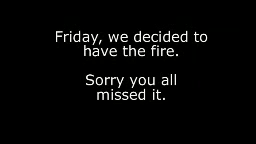 Friday, we decided to
have the fire.
Sorry you all
missed it.